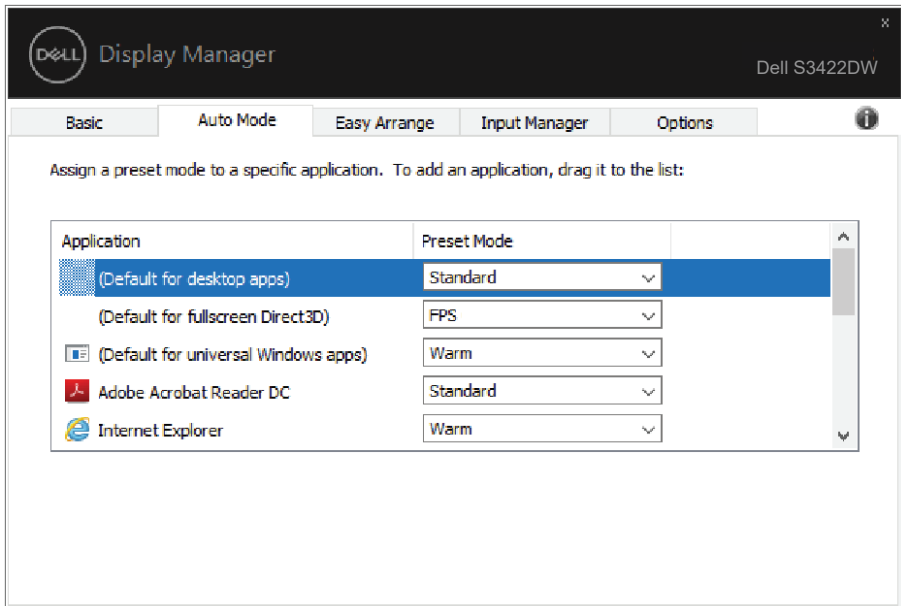 x
DELL Display Manager
Dell S3422DW
Basic Auto Mode Easy Arrange Input Manager Options i
Assign a preset mode to a specific application. To add an application, drag it to the list:
Application Preset Mode
(Default for desktop apps) Standard
(Default for fullscreen Direct3D) FPS
(Default for universal Windows apps) Warm
Adobe Acrobat Reader DC Standard
Internet Explorer Warm